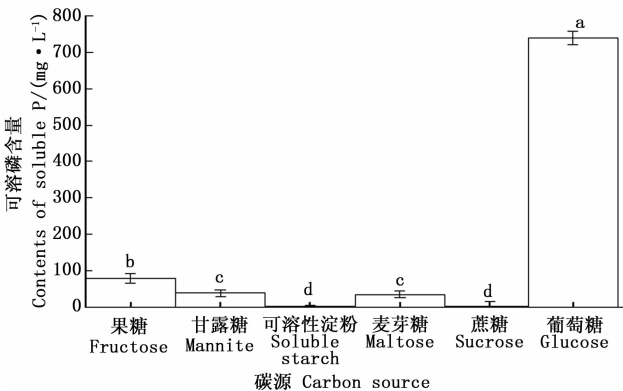 可溶磷含量
Contents of soluble P/(mg·L⁻¹)
800
700
600
500
400
300
200
100
0
b
c
d
c
d
a
果糖
Fructose
甘露糖
Mannite
可溶性淀粉
Soluble
starch
麦芽糖
Maltose
蔗糖
Sucrose
葡萄糖
Glucose
碳源 Carbon source